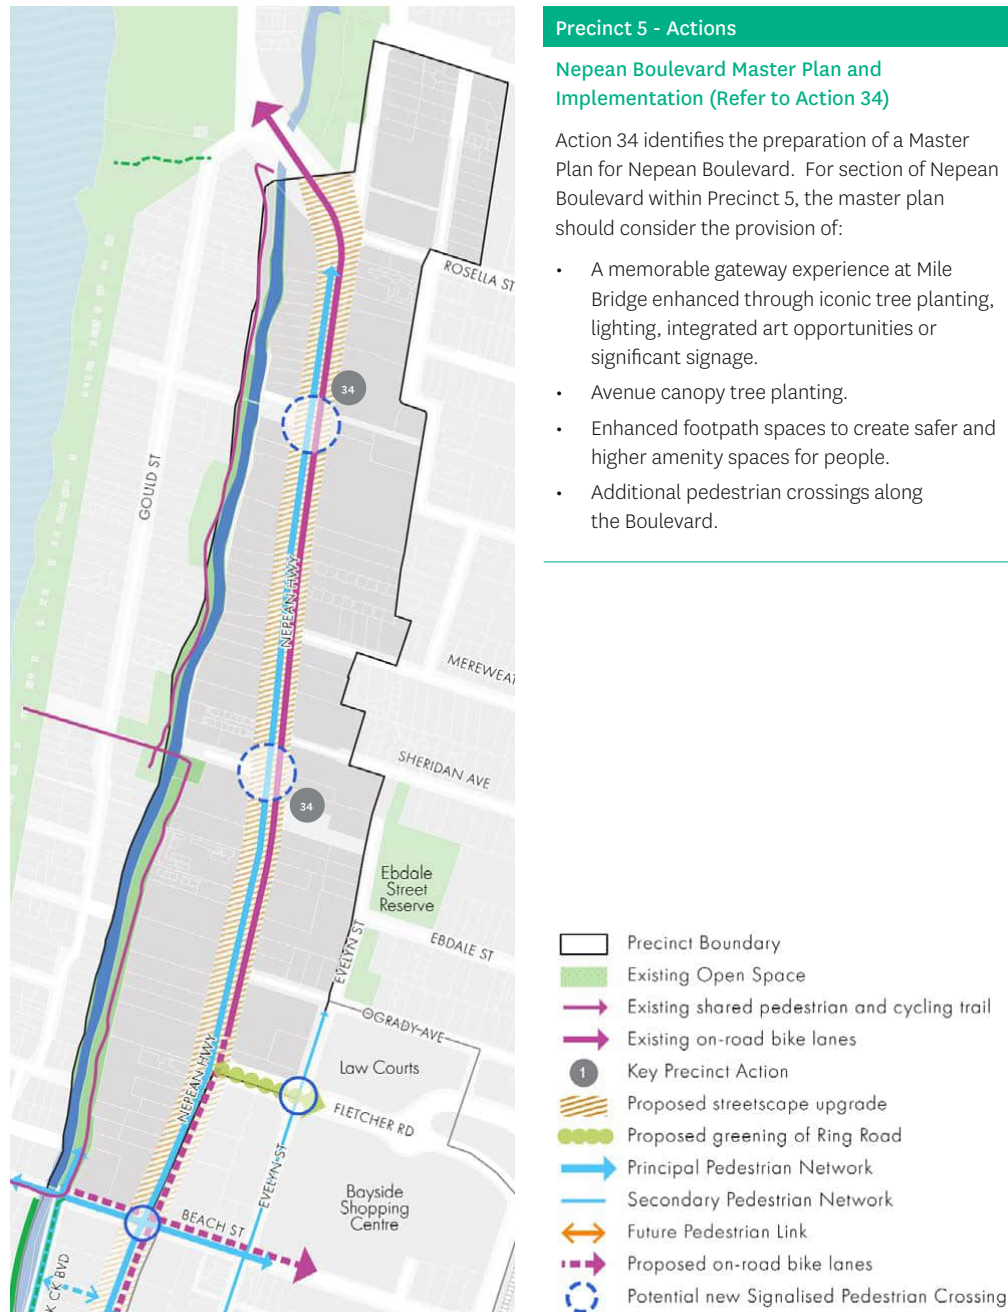 Precinct 5 - Actions
Nepean Boulevard Master Plan and
Implementation (Refer to Action 34)
Action 34 identifies the preparation of a Master
Plan for Nepean Boulevard. For section of Nepean
Boulevard within Precinct 5, the master plan
should consider the provision of:
• A memorable gateway experience at Mile
Bridge enhanced through iconic tree planting,
lighting, integrated art opportunities or
significant signage.
• Avenue canopy tree planting.
• Enhanced footpath spaces to create safer and
higher amenity spaces for people.
• Additional pedestrian crossings along
the Boulevard.
ROSELLA ST
34
GOULD ST
NEPEAN HWY
MEREWEAT
SHERIDAN AVE
34
Ebdale
Street
Reserve
EBDALE ST
EVELYN ST
OGRADY AVE
Law Courts
NEPEAN HWY
FLETCHER RD
EVELYN ST
Bayside
Shopping
Centre
BEACH ST
K CK BVD
Precinct Boundary
Existing Open Space
Existing shared pedestrian and cycling trail
Existing on-road bike lanes
1 Key Precinct Action
Proposed streetscape upgrade
Proposed greening of Ring Road
Principal Pedestrian Network
Secondary Pedestrian Network
Future Pedestrian Link
Proposed on-road bike lanes
Potential new Signalised Pedestrian Crossing